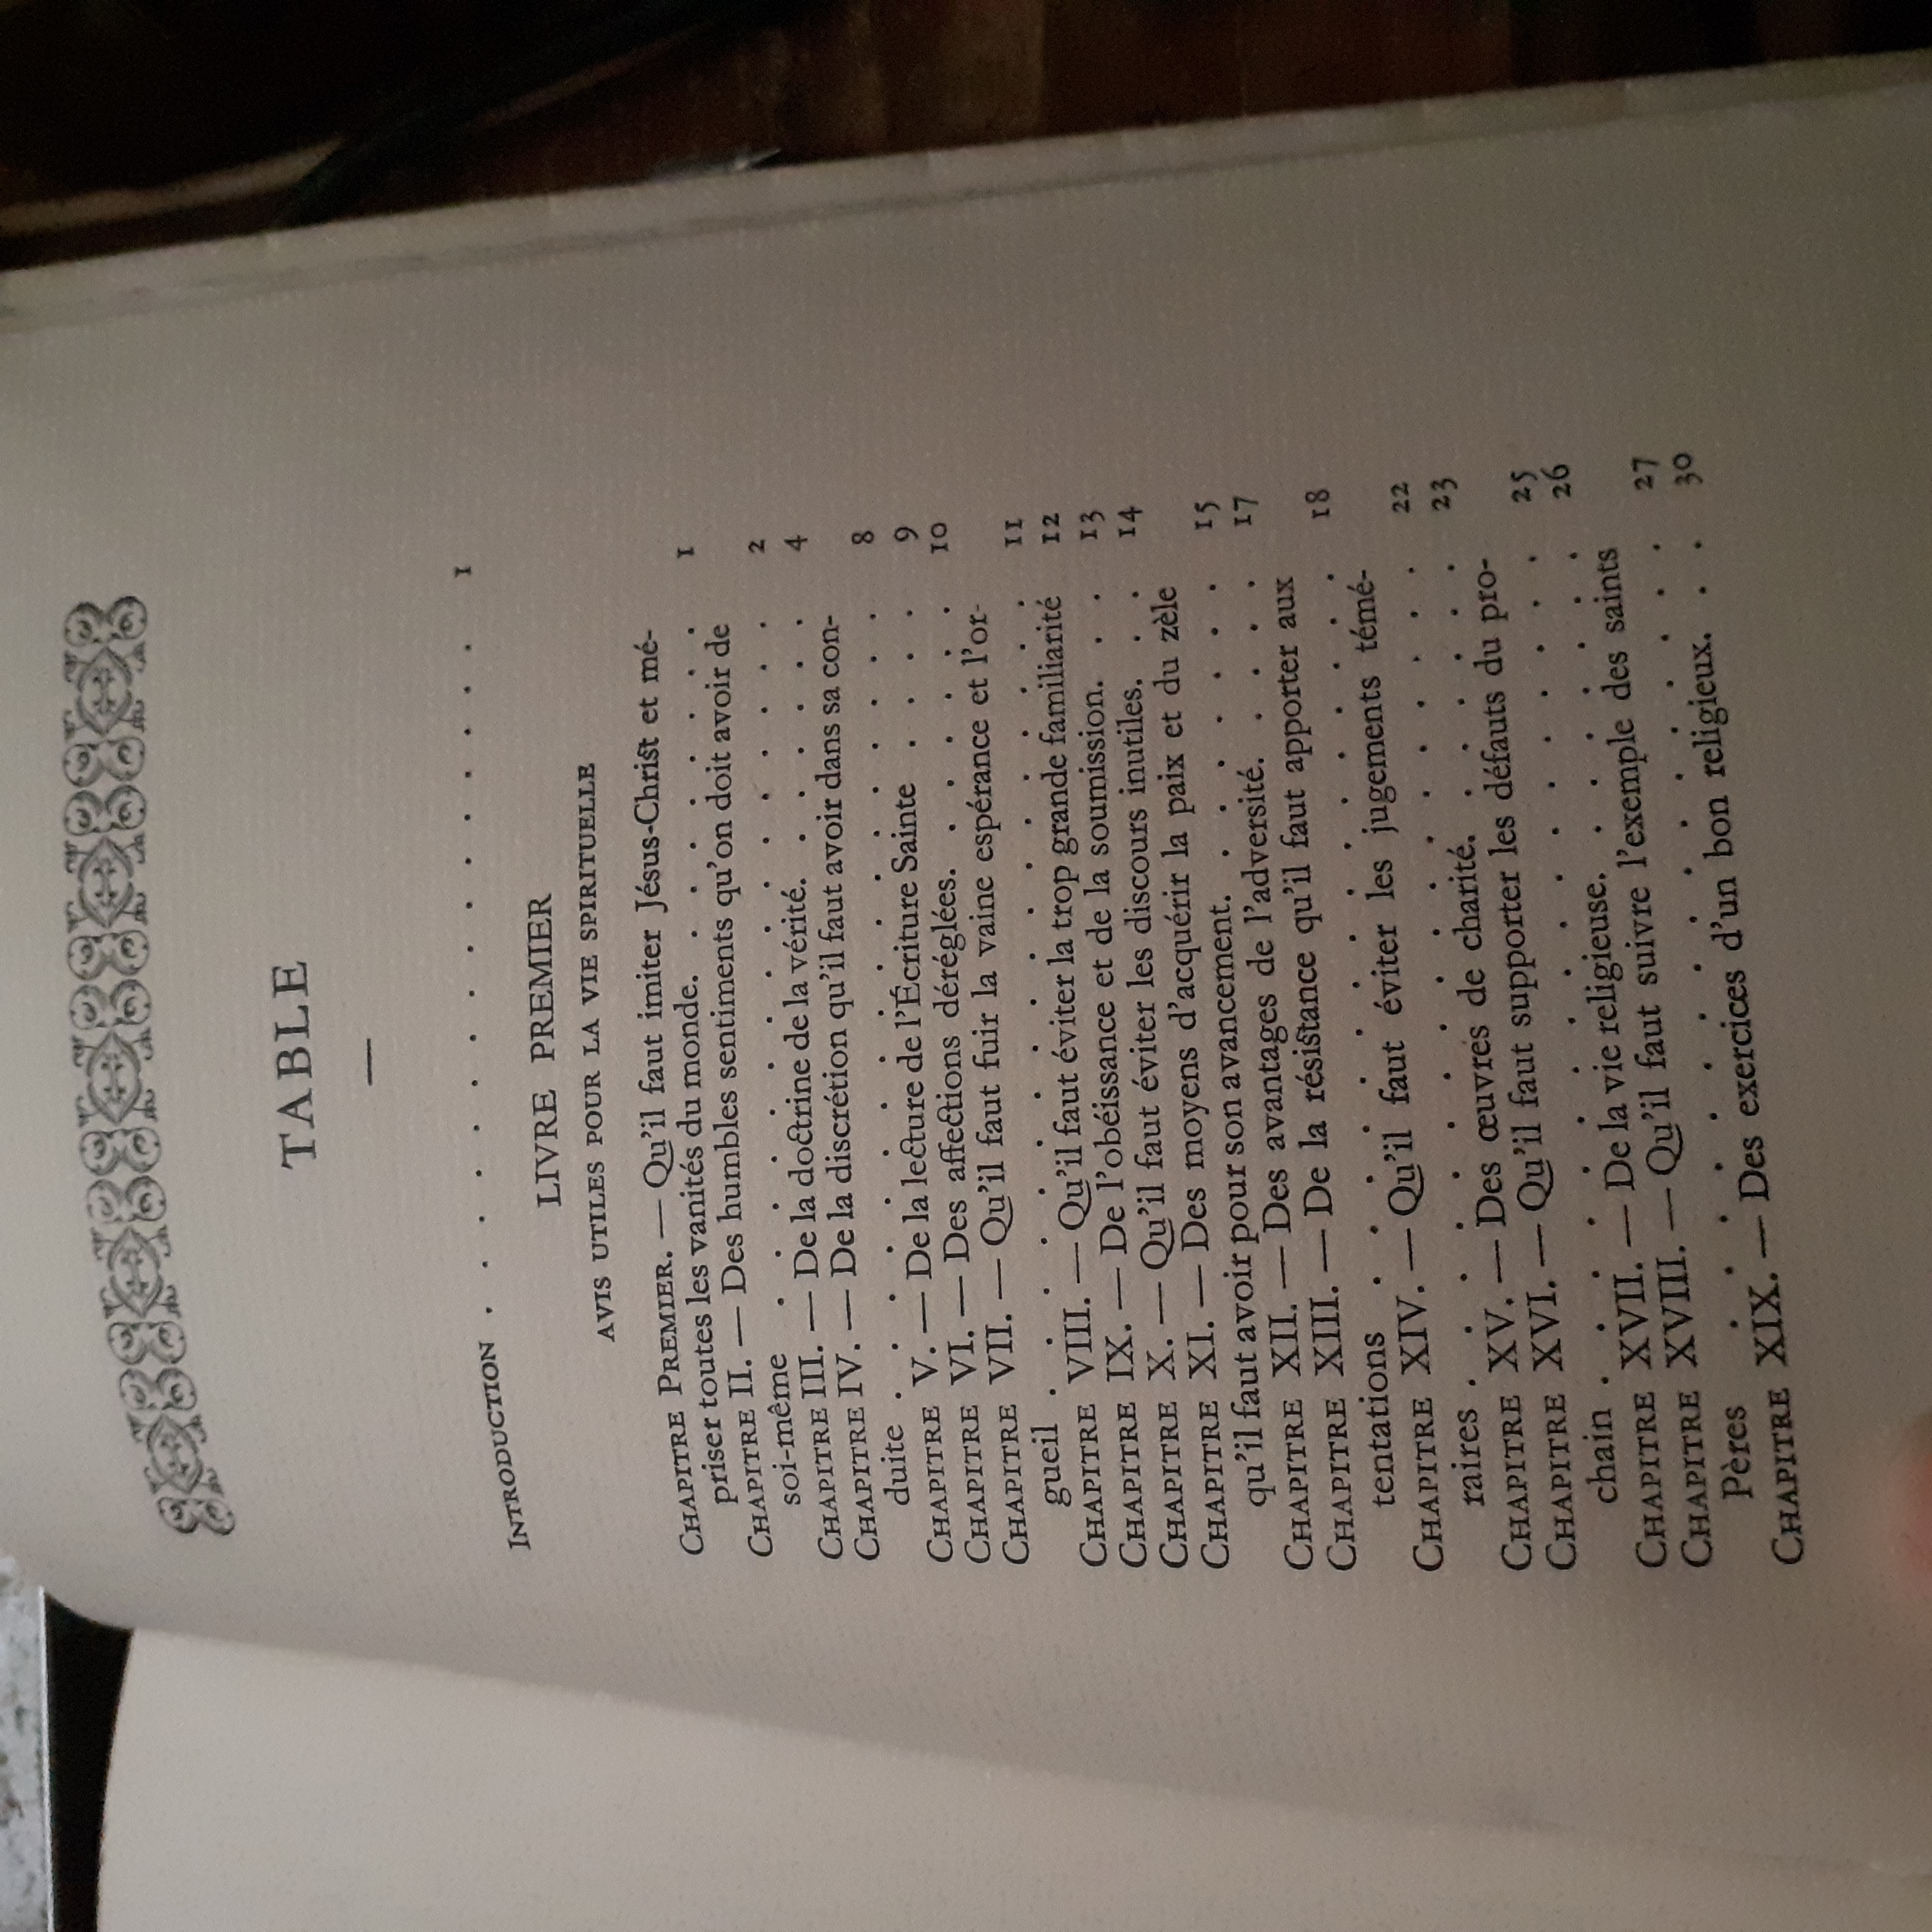 TABLE
INTRODUCTION . . . . . . . . . . . . . 1
LIVRE PREMIER
AVIS UTILES POUR LA VIE SPIRITUELLE
CHAPITRE PREMIER. — Qu'il faut imiter Jésus-Christ et mé-
priser toutes les vanités du monde. . . . . . . . . 1
CHAPITRE II. — Des humbles sentiments qu'on doit avoir de
soi-même . . . . . . . . . . . . . 2
CHAPITRE III. — De la doctrine de la vérité. . . . . . . 4
CHAPITRE IV. — De la discrétion qu'il faut avoir dans sa con-
duite . . . . . . . . . . . . . . 8
CHAPITRE V. — De la lecture de l'Écriture Sainte . . . . 9
CHAPITRE VI. — Des affections déréglées. . . . . . . 10
CHAPITRE VII. — Qu'il faut fuir la vaine espérance et l'or-
gueil . . . . . . . . . . . . . . 11
CHAPITRE VIII. — Qu'il faut éviter la trop grande familiarité 12
CHAPITRE IX. — De l'obéissance et de la soumission. . . 13
CHAPITRE X. — Qu'il faut éviter les discours inutiles. . . 14
CHAPITRE XI. — Des moyens d'acquérir la paix et du zèle
qu'il faut avoir pour son avancement. . . . . . . . 15
CHAPITRE XII. — Des avantages de l'adversité. . . . . 17
CHAPITRE XIII. — De la résistance qu'il faut apporter aux
tentations . . . . . . . . . . . . . 18
CHAPITRE XIV. — Qu'il faut éviter les jugements témé-
raires . . . . . . . . . . . . . . 22
CHAPITRE XV. — Des œuvres de charité. . . . . . . 23
CHAPITRE XVI. — Qu'il faut supporter les défauts du pro-
chain . . . . . . . . . . . . . . 25
CHAPITRE XVII. — De la vie religieuse. . . . . . . . 26
CHAPITRE XVIII. — Qu'il faut suivre l'exemple des saints
Pères . . . . . . . . . . . . . . 27
CHAPITRE XIX. — Des exercices d'un bon religieux. . . 30